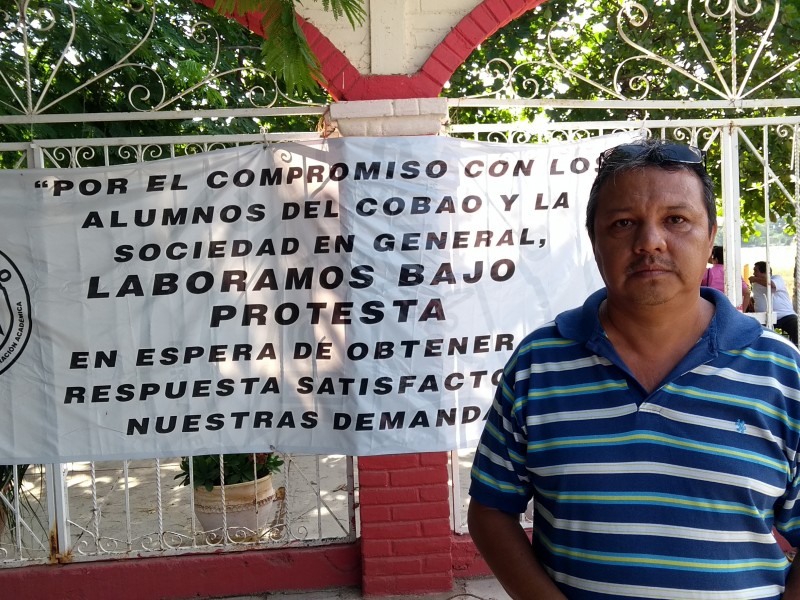 "POR EL COMPROMISO CON LOS
ALUMNOS DEL COBAO Y LA
SOCIEDAD EN GENERAL,
LABORAMOS BAJO
PROTESTA
EN ESPERA DE OBTENER
RESPUESTA SATISFACTO
NUESTRAS DEMANDA
ACADÉMICA